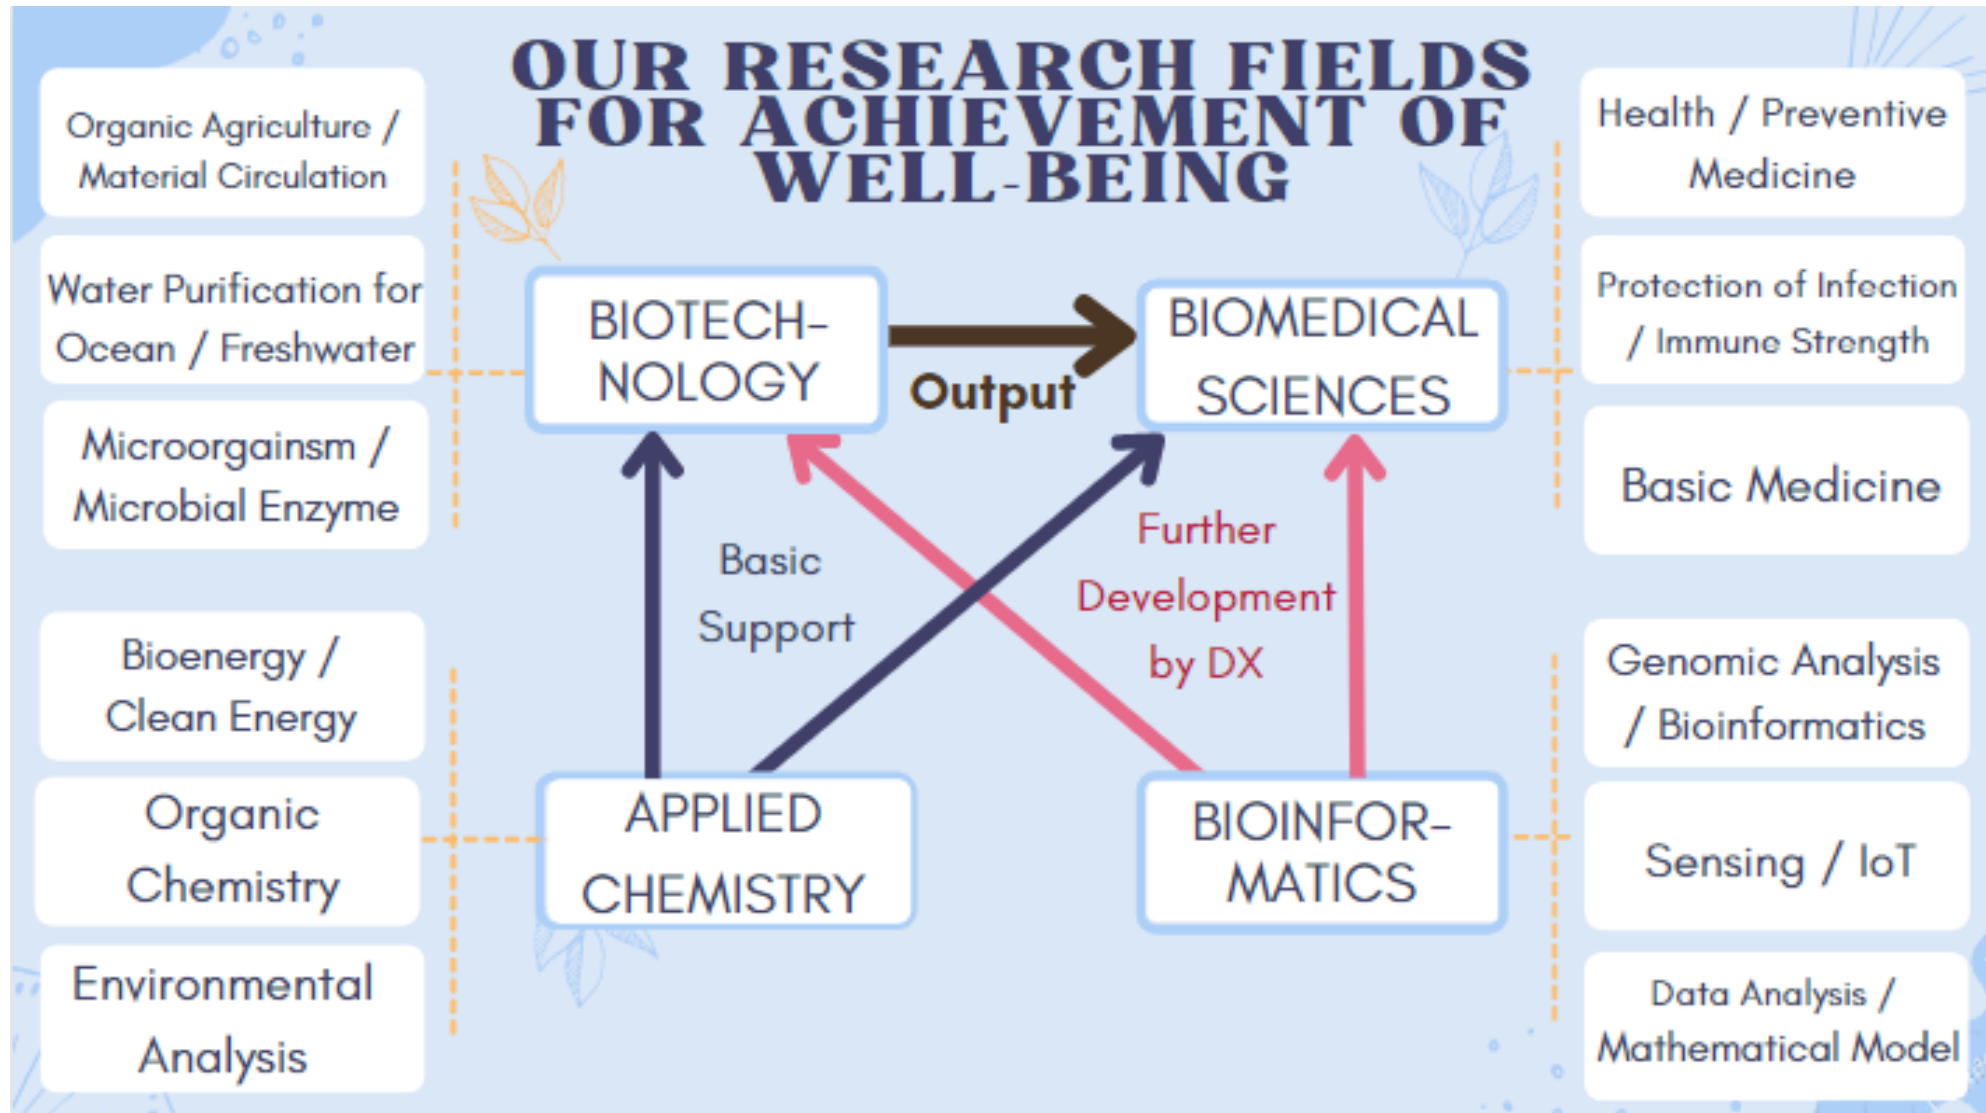 OUR RESEARCH FIELDS
FOR ACHIEVEMENT OF
WELL-BEING
Organic Agriculture /
Material Circulation
Water Purification for
Ocean / Freshwater
Microorgainsm /
Microbial Enzyme
BIOTECH-
NOLOGY
Output
BIOMEDICAL
SCIENCES
Health / Preventive
Medicine
Protection of Infection
/ Immune Strength
Basic Medicine
Basic
Support
Further
Development
by DX
Bioenergy /
Clean Energy
Organic
Chemistry
Environmental
Analysis
APPLIED
CHEMISTRY
BIOINFOR-
MATICS
Genomic Analysis
/ Bioinformatics
Sensing / IoT
Data Analysis /
Mathematical Model